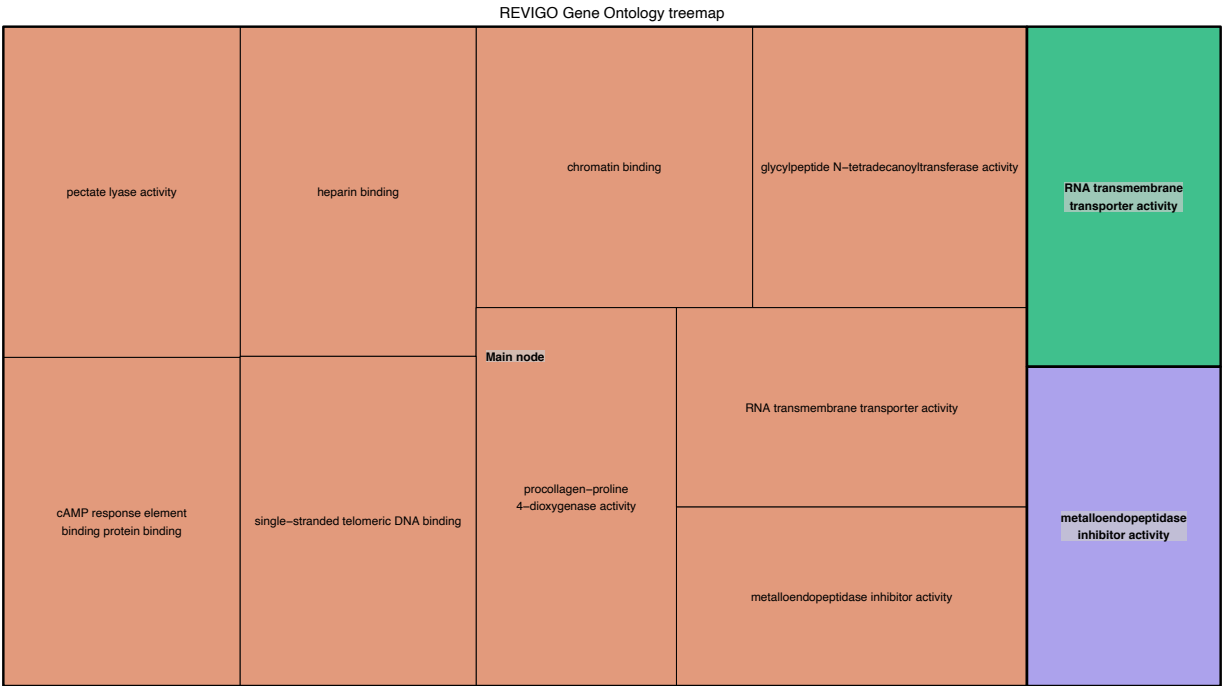 REVIGO Gene Ontology treemap
pectate lyase activity
heparin binding
chromatin binding
glycylpeptide N−tetradecanoyltransferase activity
RNA transmembrane
transporter activity
Main node
RNA transmembrane transporter activity
procollagen−proline
4−dioxygenase activity
cAMP response element
binding protein binding
single−stranded telomeric DNA binding
metalloendopeptidase
inhibitor activity
metalloendopeptidase inhibitor activity